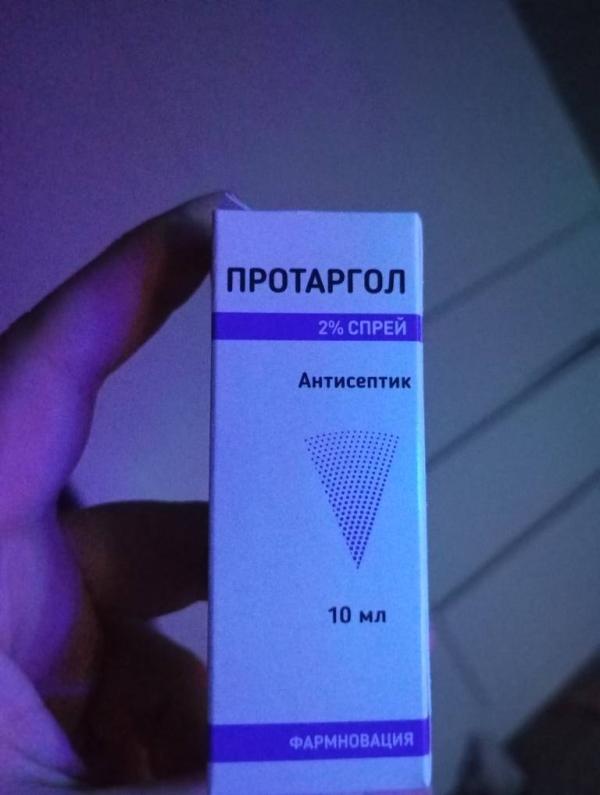 ПРОТАРГОЛ
2% СПРЕЙ
Антисептик
10 мл
ФАРМНОВАЦИЯ